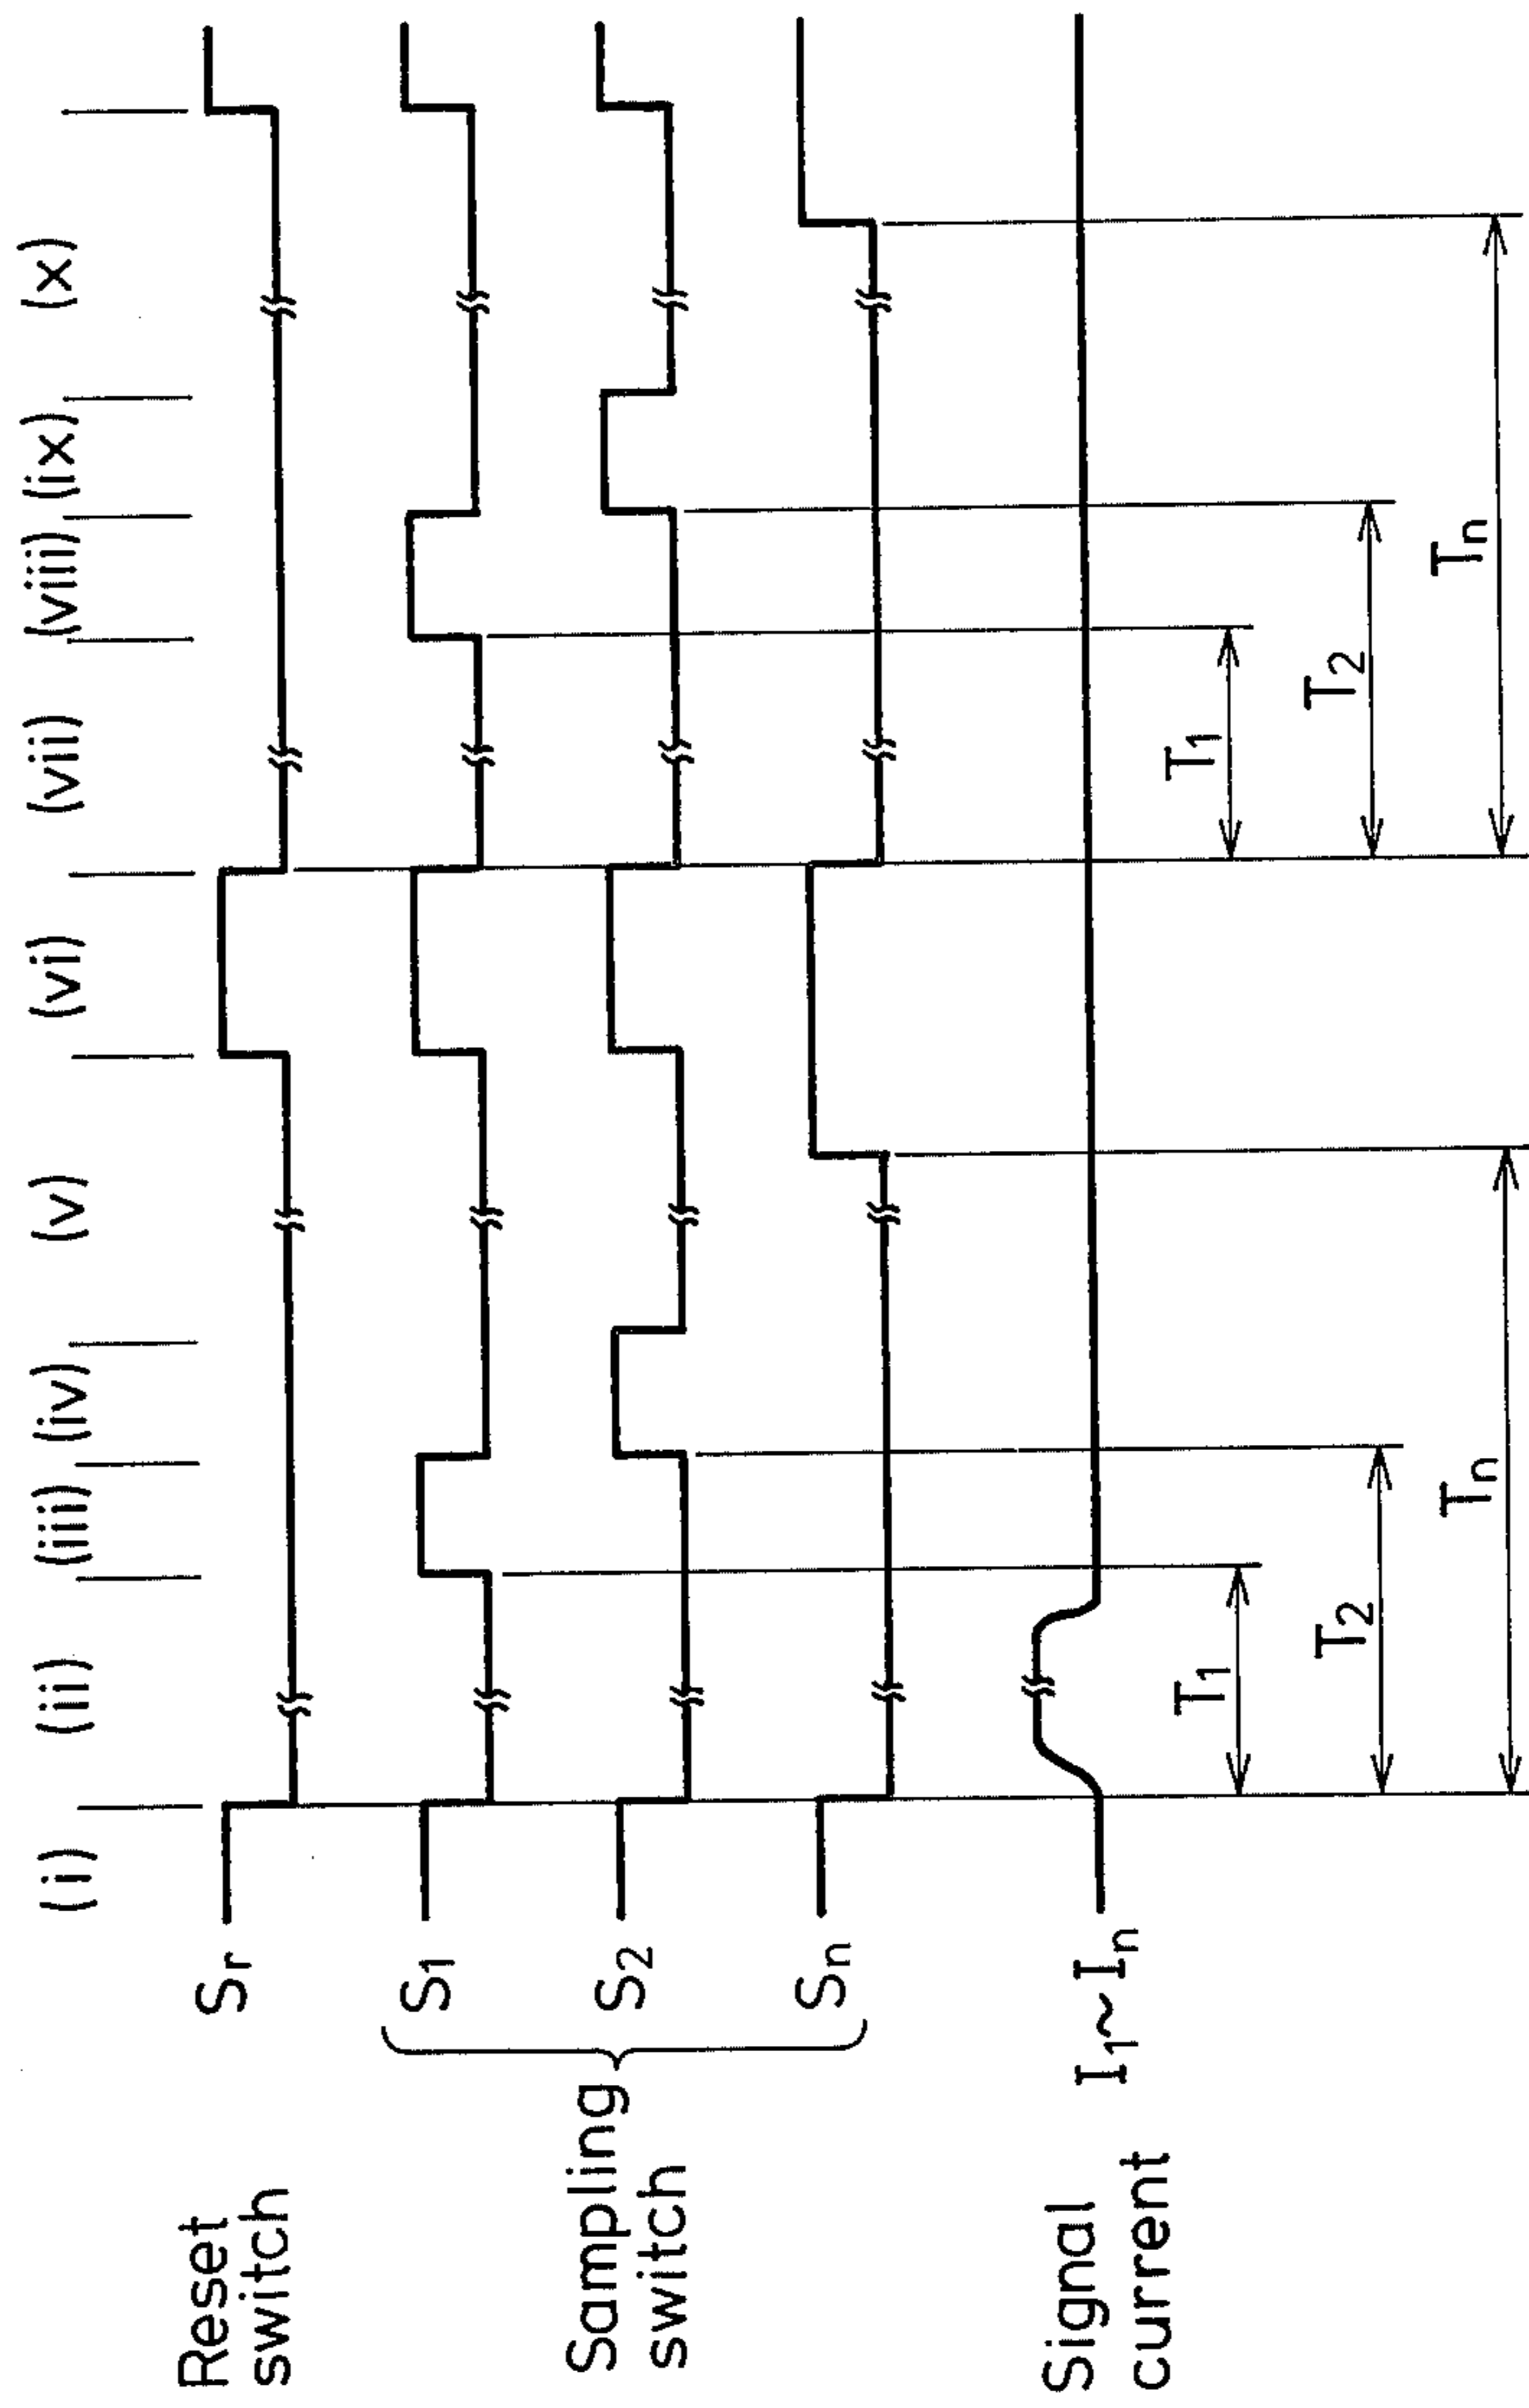 (i) (ii) (iii) (iv) (v) (vi) (vii) (viii) (ix) (x)
Reset
switch
Sr
Sampling
switch
S1
S2
Sn
Signal
current
I1~In
T1
T2
Tn
T1
T2
Tn